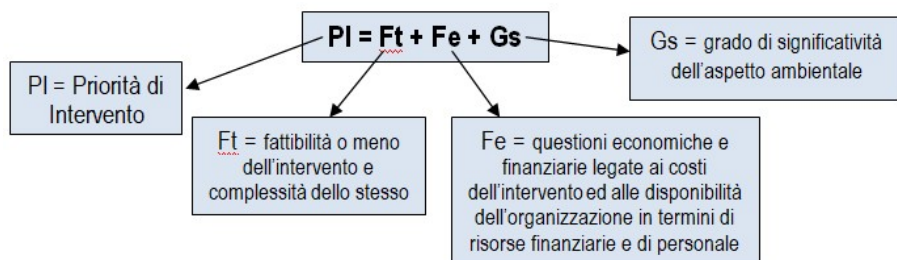 PI = Ft + Fe + Gs
Gs = grado di significatività
dell'aspetto ambientale
PI = Priorità di
Intervento
Ft = fattibilità o meno
dell'intervento e
complessità dello stesso
Fe = questioni economiche e
finanziarie legate ai costi
dell'intervento ed alle disponibilità
dell'organizzazione in termini di
risorse finanziarie e di personale